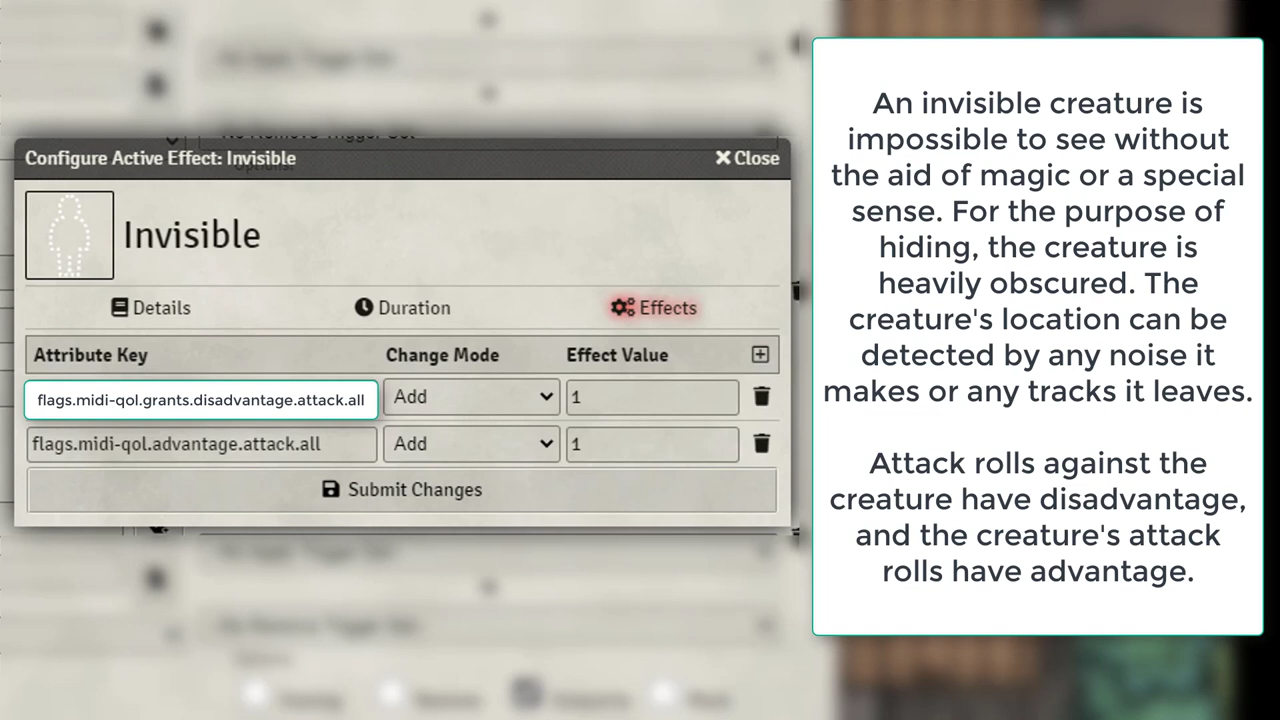 Configure Active Effect: Invisible
Close
Invisible
Details
Duration
Effects
Attribute Key
Change Mode
Effect Value
flags.midi-qol.grants.disadvantage.attack.all
Add
1
flags.midi-qol.advantage.attack.all
Add
1
Submit Changes
An invisible creature is
impossible to see without
the aid of magic or a special
sense. For the purpose of
hiding, the creature is
heavily obscured. The
creature's location can be
detected by any noise it
makes or any tracks it leaves.
Attack rolls against the
creature have disadvantage,
and the creature's attack
rolls have advantage.